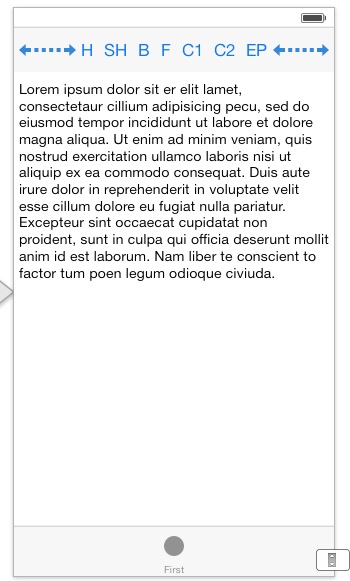 H SH B F C1 C2 EP
Lorem ipsum dolor sit er elit lamet,
consectetaur cillium adipisicing pecu, sed do
eiusmod tempor incididunt ut labore et dolore
magna aliqua. Ut enim ad minim veniam, quis
nostrud exercitation ullamco laboris nisi ut
aliquip ex ea commodo consequat. Duis aute
irure dolor in reprehenderit in voluptate velit
esse cillum dolore eu fugiat nulla pariatur.
Excepteur sint occaecat cupidatat non
proident, sunt in culpa qui officia deserunt mollit
anim id est laborum. Nam liber te conscient to
factor tum poen legum odioque civiuda.
First